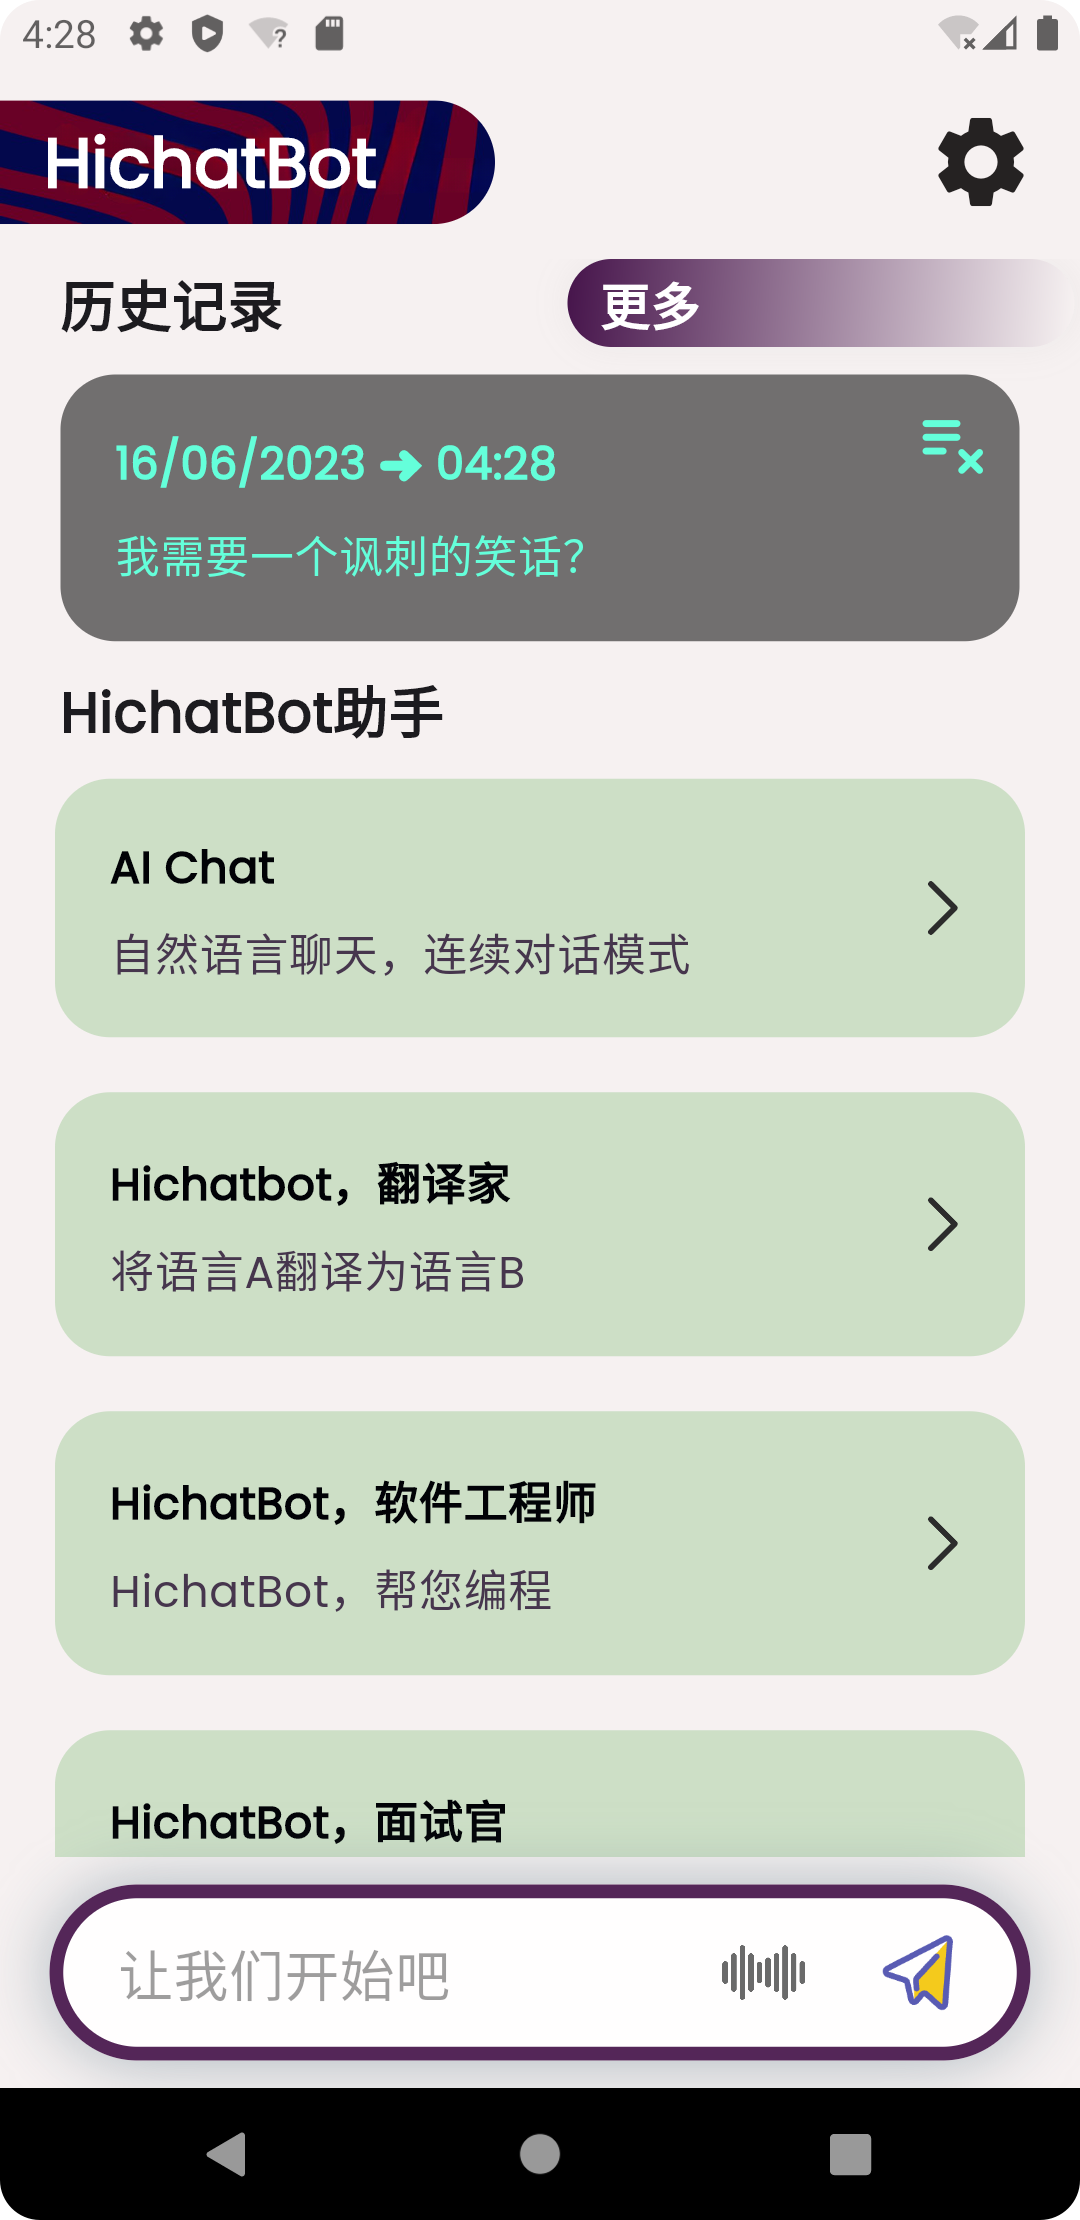 4:28
HichatBot
历史记录
更多
16/06/2023 ➜ 04:28
我需要一个讽刺的笑话?
HichatBot助手
AI Chat
自然语言聊天，连续对话模式
Hichatbot，翻译家
将语言A翻译为语言B
HichatBot，软件工程师
HichatBot，帮您编程
HichatBot，面试官
让我们开始吧